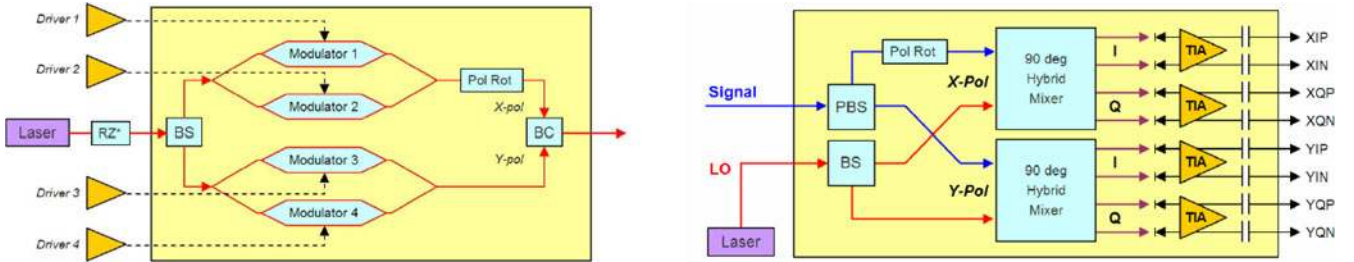 Driver 1
Modulator 1
Driver 2
Pol Rot
Modulator 2
X-pol
Laser
RZ*
BS
BC
Y-pol
Modulator 3
Driver 3
Modulator 4
Driver 4
Pol Rot
90 deg
Hybrid
Mixer
I
TIA
XIP
XIN
X-Pol
Signal
PBS
Q
TIA
XQP
XQN
LO
BS
Y-Pol
90 deg
Hybrid
Mixer
I
TIA
YIP
YIN
Q
TIA
YQP
YQN
Laser